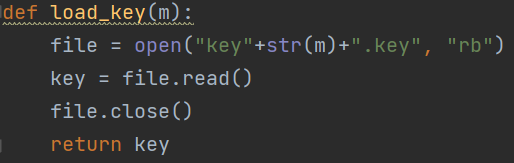 def load_key(m):
    file = open("key"+str(m)+".key", "rb")
    key = file.read()
    file.close()
    return key